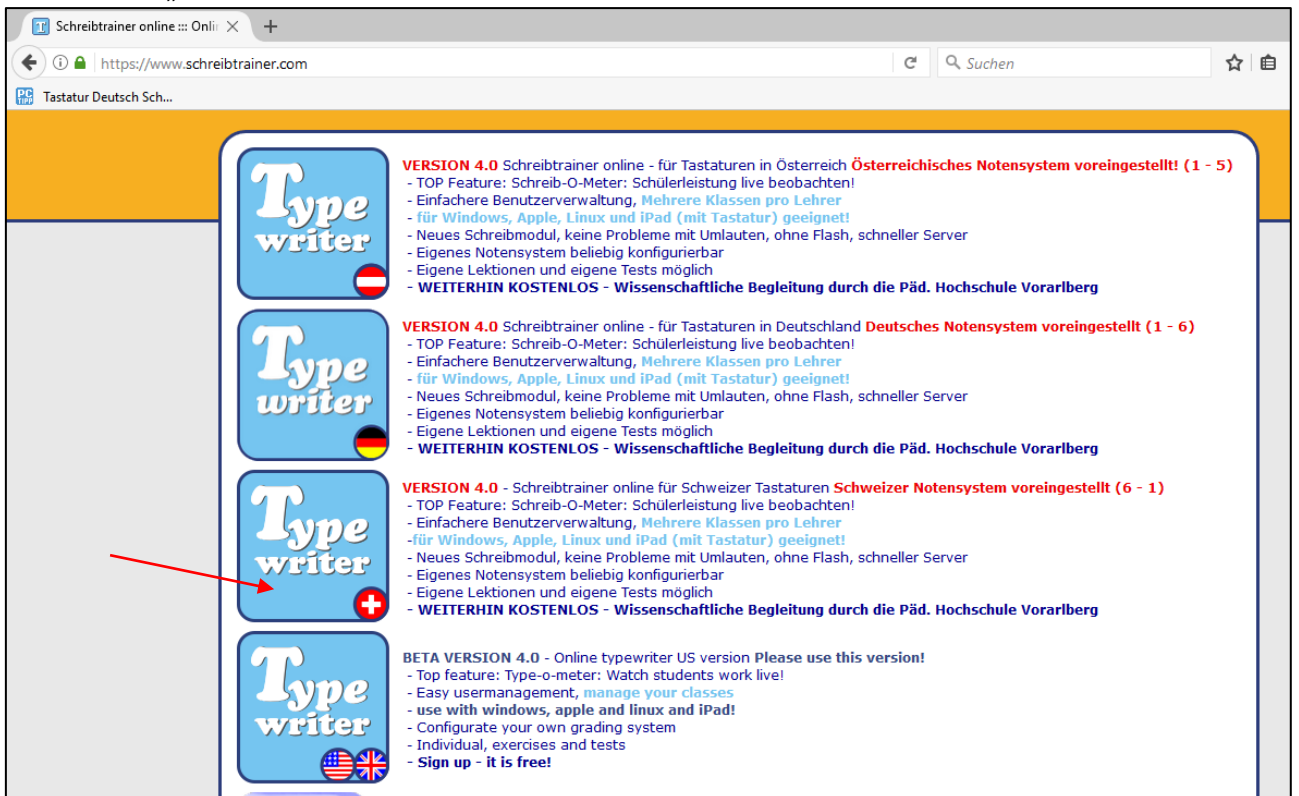 Schreibtrainer online ::: Onli
https://www.schreibtrainer.com
Suchen
Tastatur Deutsch Sch...
Type
writer
VERSION 4.0 Schreibtrainer online - für Tastaturen in Österreich Österreichisches Notensystem voreingestellt! (1 - 5)
- TOP Feature: Schreib-O-Meter: Schülerleistung live beobachten!
- Einfachere Benutzerverwaltung, Mehrere Klassen pro Lehrer
- für Windows, Apple, Linux und iPad (mit Tastatur) geeignet!
- Neues Schreibmodul, keine Probleme mit Umlauten, ohne Flash, schneller Server
- Eigenes Notensystem beliebig konfigurierbar
- Eigene Lektionen und eigene Tests möglich
- WEITERHIN KOSTENLOS - Wissenschaftliche Begleitung durch die Päd. Hochschule Vorarlberg
Type
writer
VERSION 4.0 Schreibtrainer online - für Tastaturen in Deutschland Deutsches Notensystem voreingestellt (1 - 6)
- TOP Feature: Schreib-O-Meter: Schülerleistung live beobachten!
- Einfachere Benutzerverwaltung, Mehrere Klassen pro Lehrer
- für Windows, Apple, Linux und iPad (mit Tastatur) geeignet!
- Neues Schreibmodul, keine Probleme mit Umlauten, ohne Flash, schneller Server
- Eigenes Notensystem beliebig konfigurierbar
- Eigene Lektionen und eigene Tests möglich
- WEITERHIN KOSTENLOS - Wissenschaftliche Begleitung durch die Päd. Hochschule Vorarlberg
Type
writer
VERSION 4.0 - Schreibtrainer online für Schweizer Tastaturen Schweizer Notensystem voreingestellt (6 - 1)
- TOP Feature: Schreib-O-Meter: Schülerleistung live beobachten!
- Einfachere Benutzerverwaltung, Mehrere Klassen pro Lehrer
-für Windows, Apple, Linux und iPad (mit Tastatur) geeignet!
- Neues Schreibmodul, keine Probleme mit Umlauten, ohne Flash, schneller Server
- Eigenes Notensystem beliebig konfigurierbar
- Eigene Lektionen und eigene Tests möglich
- WEITERHIN KOSTENLOS - Wissenschaftliche Begleitung durch die Päd. Hochschule Vorarlberg
Type
writer
BETA VERSION 4.0 - Online typewriter US version Please use this version!
- Top feature: Type-o-meter: Watch students work live!
- Easy usermanagement, manage your classes
- use with windows, apple and linux and iPad!
- Configurate your own grading system
- Individual, exercises and tests
- Sign up - it is free!